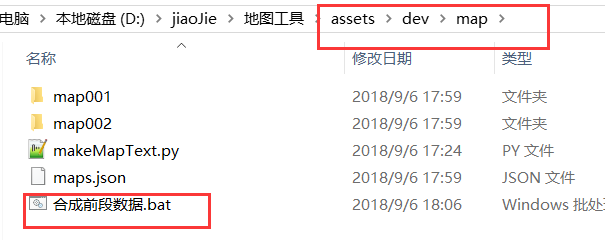 电脑 > 本地磁盘 (D:) > jiaoJie > 地图工具 > assets > dev > map >
名称 修改日期 类型
map001 2018/9/6 17:59 文件夹
map002 2018/9/6 17:59 文件夹
makeMapText.py 2018/9/6 17:24 PY 文件
maps.json 2018/9/6 17:59 JSON 文件
合成前段数据.bat 2018/9/6 18:06 Windows 批处